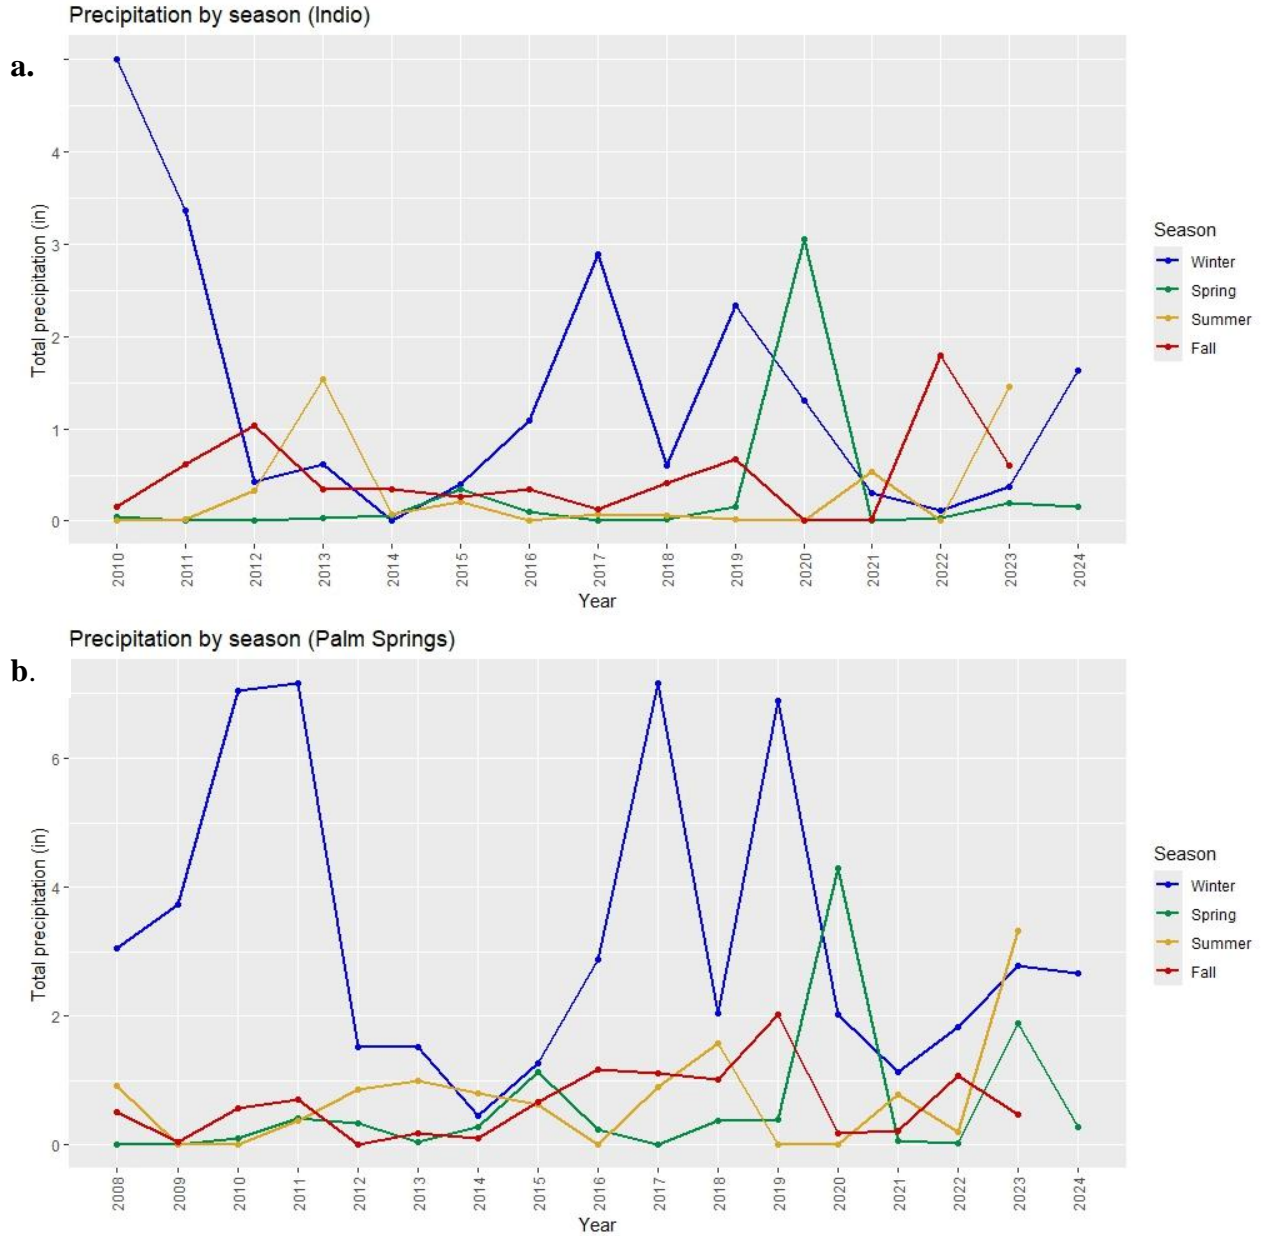 Precipitation by season (Indio)
a.
Total precipitation (in)
4
3
2
1
0
2010 2011 2012 2013 2014 2015 2016 2017 2018 2019 2020 2021 2022 2023 2024
Year
Season
Winter
Spring
Summer
Fall
Precipitation by season (Palm Springs)
b.
Total precipitation (in)
6
4
2
0
2008 2009 2010 2011 2012 2013 2014 2015 2016 2017 2018 2019 2020 2021 2022 2023 2024
Year
Season
Winter
Spring
Summer
Fall